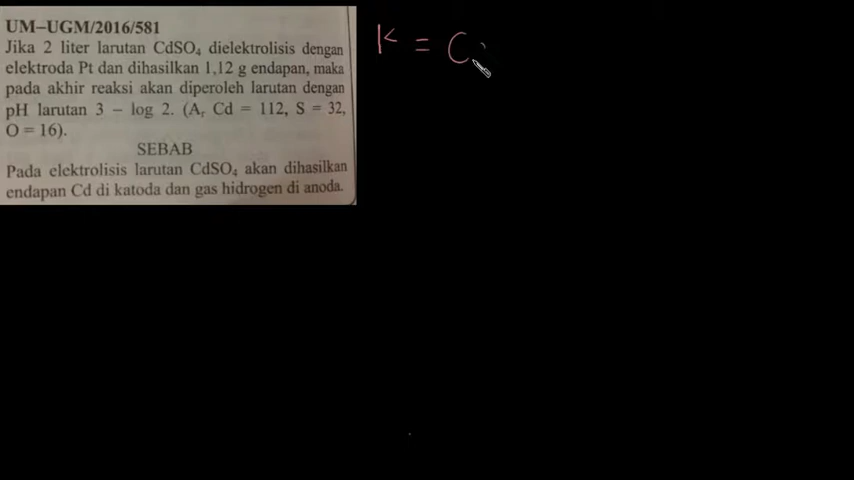 UM–UGM/2016/581
Jika 2 liter larutan CdSO₄ dielektrolisis dengan
elektroda Pt dan dihasilkan 1,12 g endapan, maka
pada akhir reaksi akan diperoleh larutan dengan
pH larutan 3 – log 2. (Aᵣ Cd = 112, S = 32,
O = 16).
SEBAB
Pada elektrolisis larutan CdSO₄ akan dihasilkan
endapan Cd di katoda dan gas hidrogen di anoda.
K = C